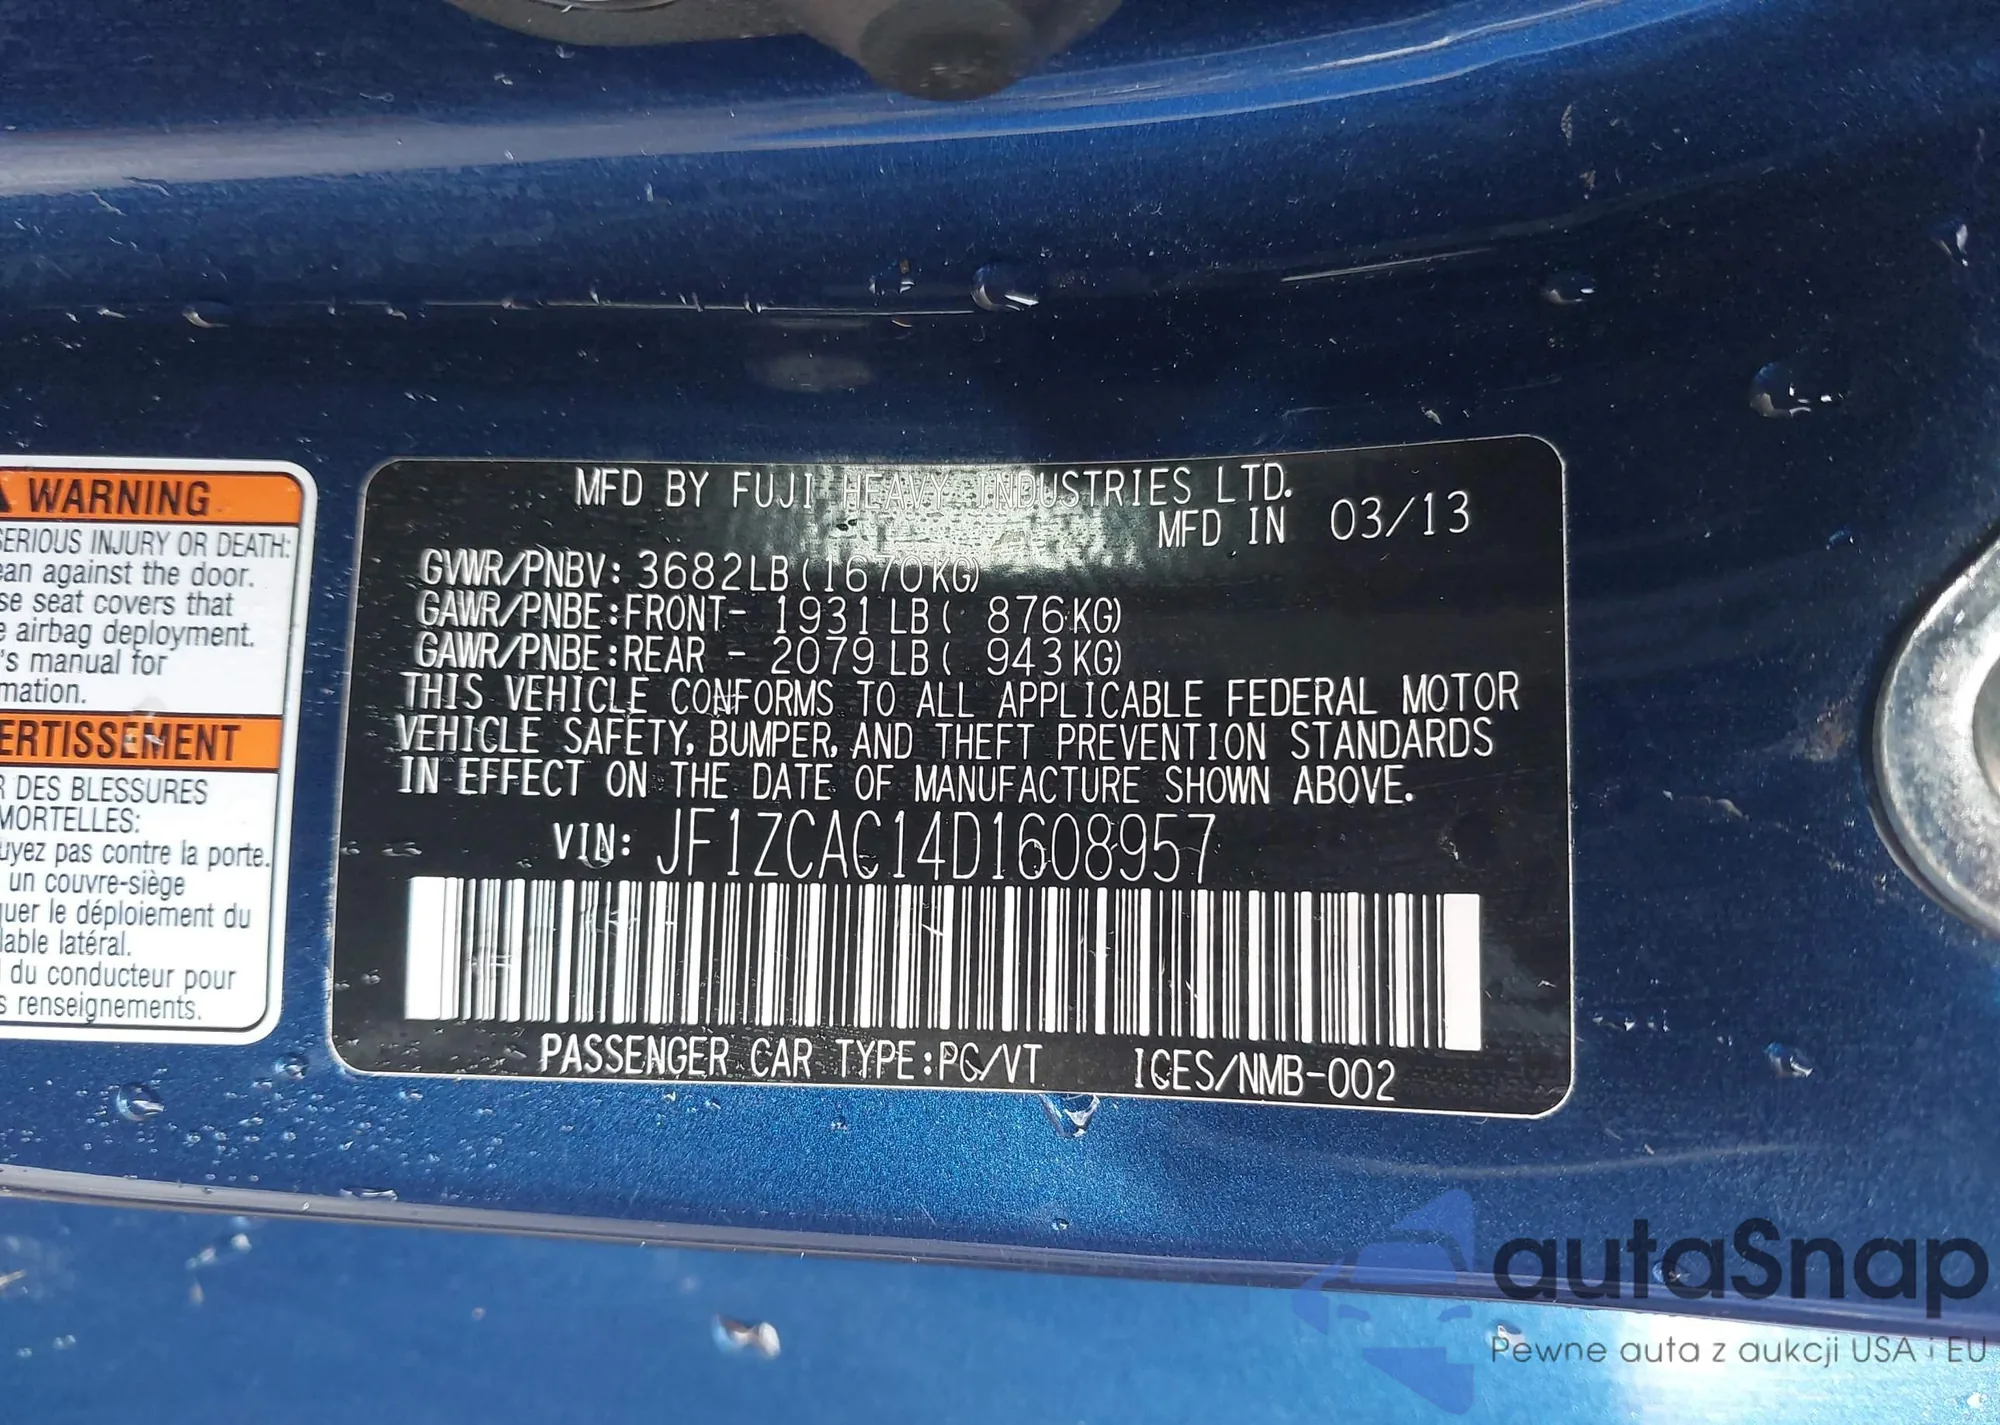 WARNING
SERIOUS INJURY OR DEATH:
ean against the door.
se seat covers that
e airbag deployment.
's manual for
mation.
ERTISSEMENT
R DES BLESSURES
MORTELLES:
uyez pas contre la porte.
un couvre-siège
quer le déploiement du
lable latéral.
l du conducteur pour
s renseignements.
MFD BY FUJI HEAVY INDUSTRIES LTD.
MFD IN 03/13
GVWR/PNBV: 3682LB(1670KG)
GAWR/PNBE:FRONT- 1931LB( 876KG)
GAWR/PNBE:REAR - 2079LB( 943KG)
THIS VEHICLE CONFORMS TO ALL APPLICABLE FEDERAL MOTOR
VEHICLE SAFETY, BUMPER, AND THEFT PREVENTION STANDARDS
IN EFFECT ON THE DATE OF MANUFACTURE SHOWN ABOVE.
VIN: JF1ZCAC14D1608957
PASSENGER CAR TYPE:PC/VT ICES/NMB-002
autaSnap
Pewne auta z aukcji USA i EU